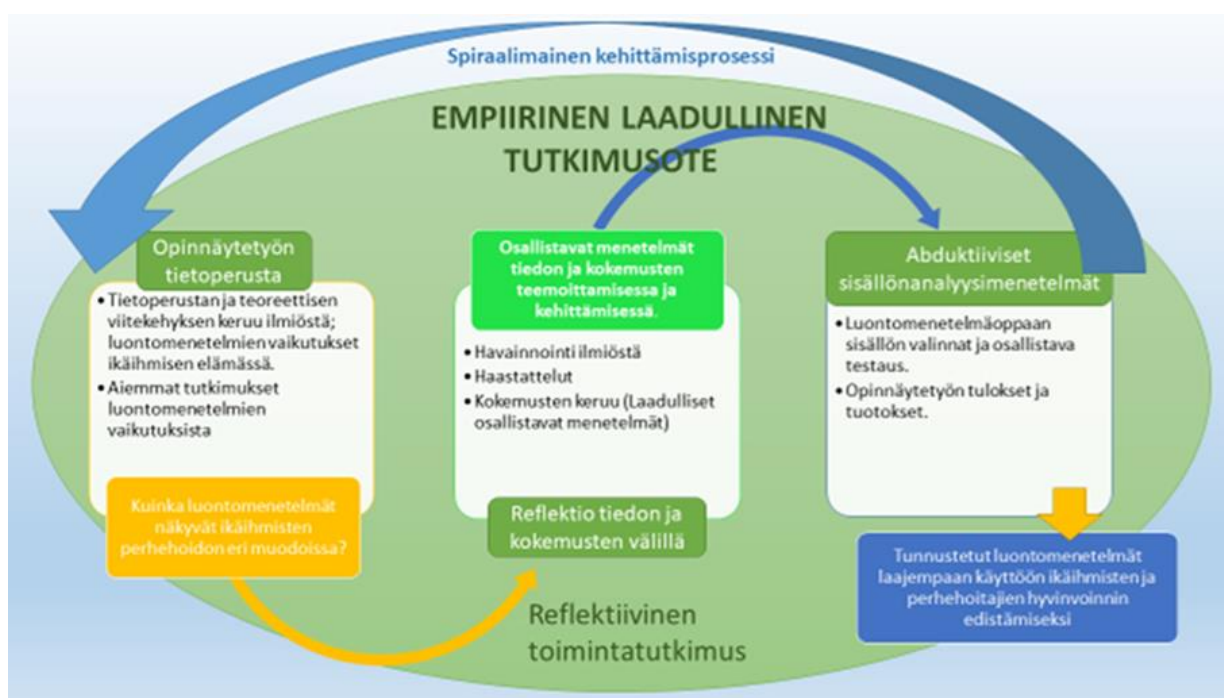 Spiraalimainen kehittämisprosessi
EMPIIRINEN LAADULLINEN
TUTKIMUSOTE
Opinnäytetyön
tietoperusta
• Tietoperustan ja teoreettisen
viitekehyksen keruu ilmiöstä;
luontomenetelmien vaikutukset
ikäihmisen elämässä.
• Aiemmat tutkimukset
luontomenetelmien
vaikutuksista
Kuinka luontomenetelmät
näkyvät ikäihmisten
perhehoidon eri muodoissa?
Osallistavat menetelmät
tiedon ja kokemusten
teemoittamisessa ja
kehittämisessä.
• Havainnointi ilmiöstä
• Haastattelut
• Kokemusten keruu (Laadulliset
osallistavat menetelmät)
Reflektio tiedon ja
kokemusten välillä
Abduktiiviset
sisällönanalyysimenetelmät
• Luontomenetelmäoppaan
sisällön valinnat ja osallistava
testaus.
• Opinnäytetyön tulokset ja
tuotokset.
Tunnustetut luontomenetelmät
laajempaan käyttöön ikäihmisten ja
perhehoitajien hyvinvoinnin
edistämiseksi
Reflektiivinen
toimintatutkimus